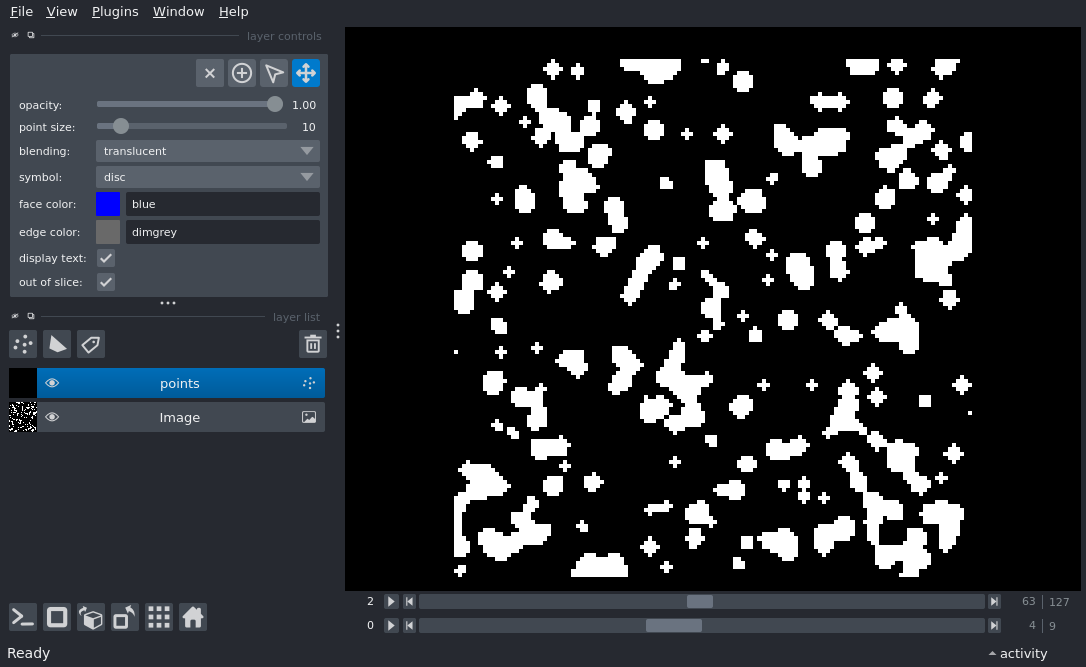 File View Plugins Window Help
layer controls
opacity: 1.00
point size: 10
blending: translucent
symbol: disc
face color: blue
edge color: dimgrey
display text:
out of slice:
layer list
points
Image
2 63 | 127
0 4 | 9
Ready activity